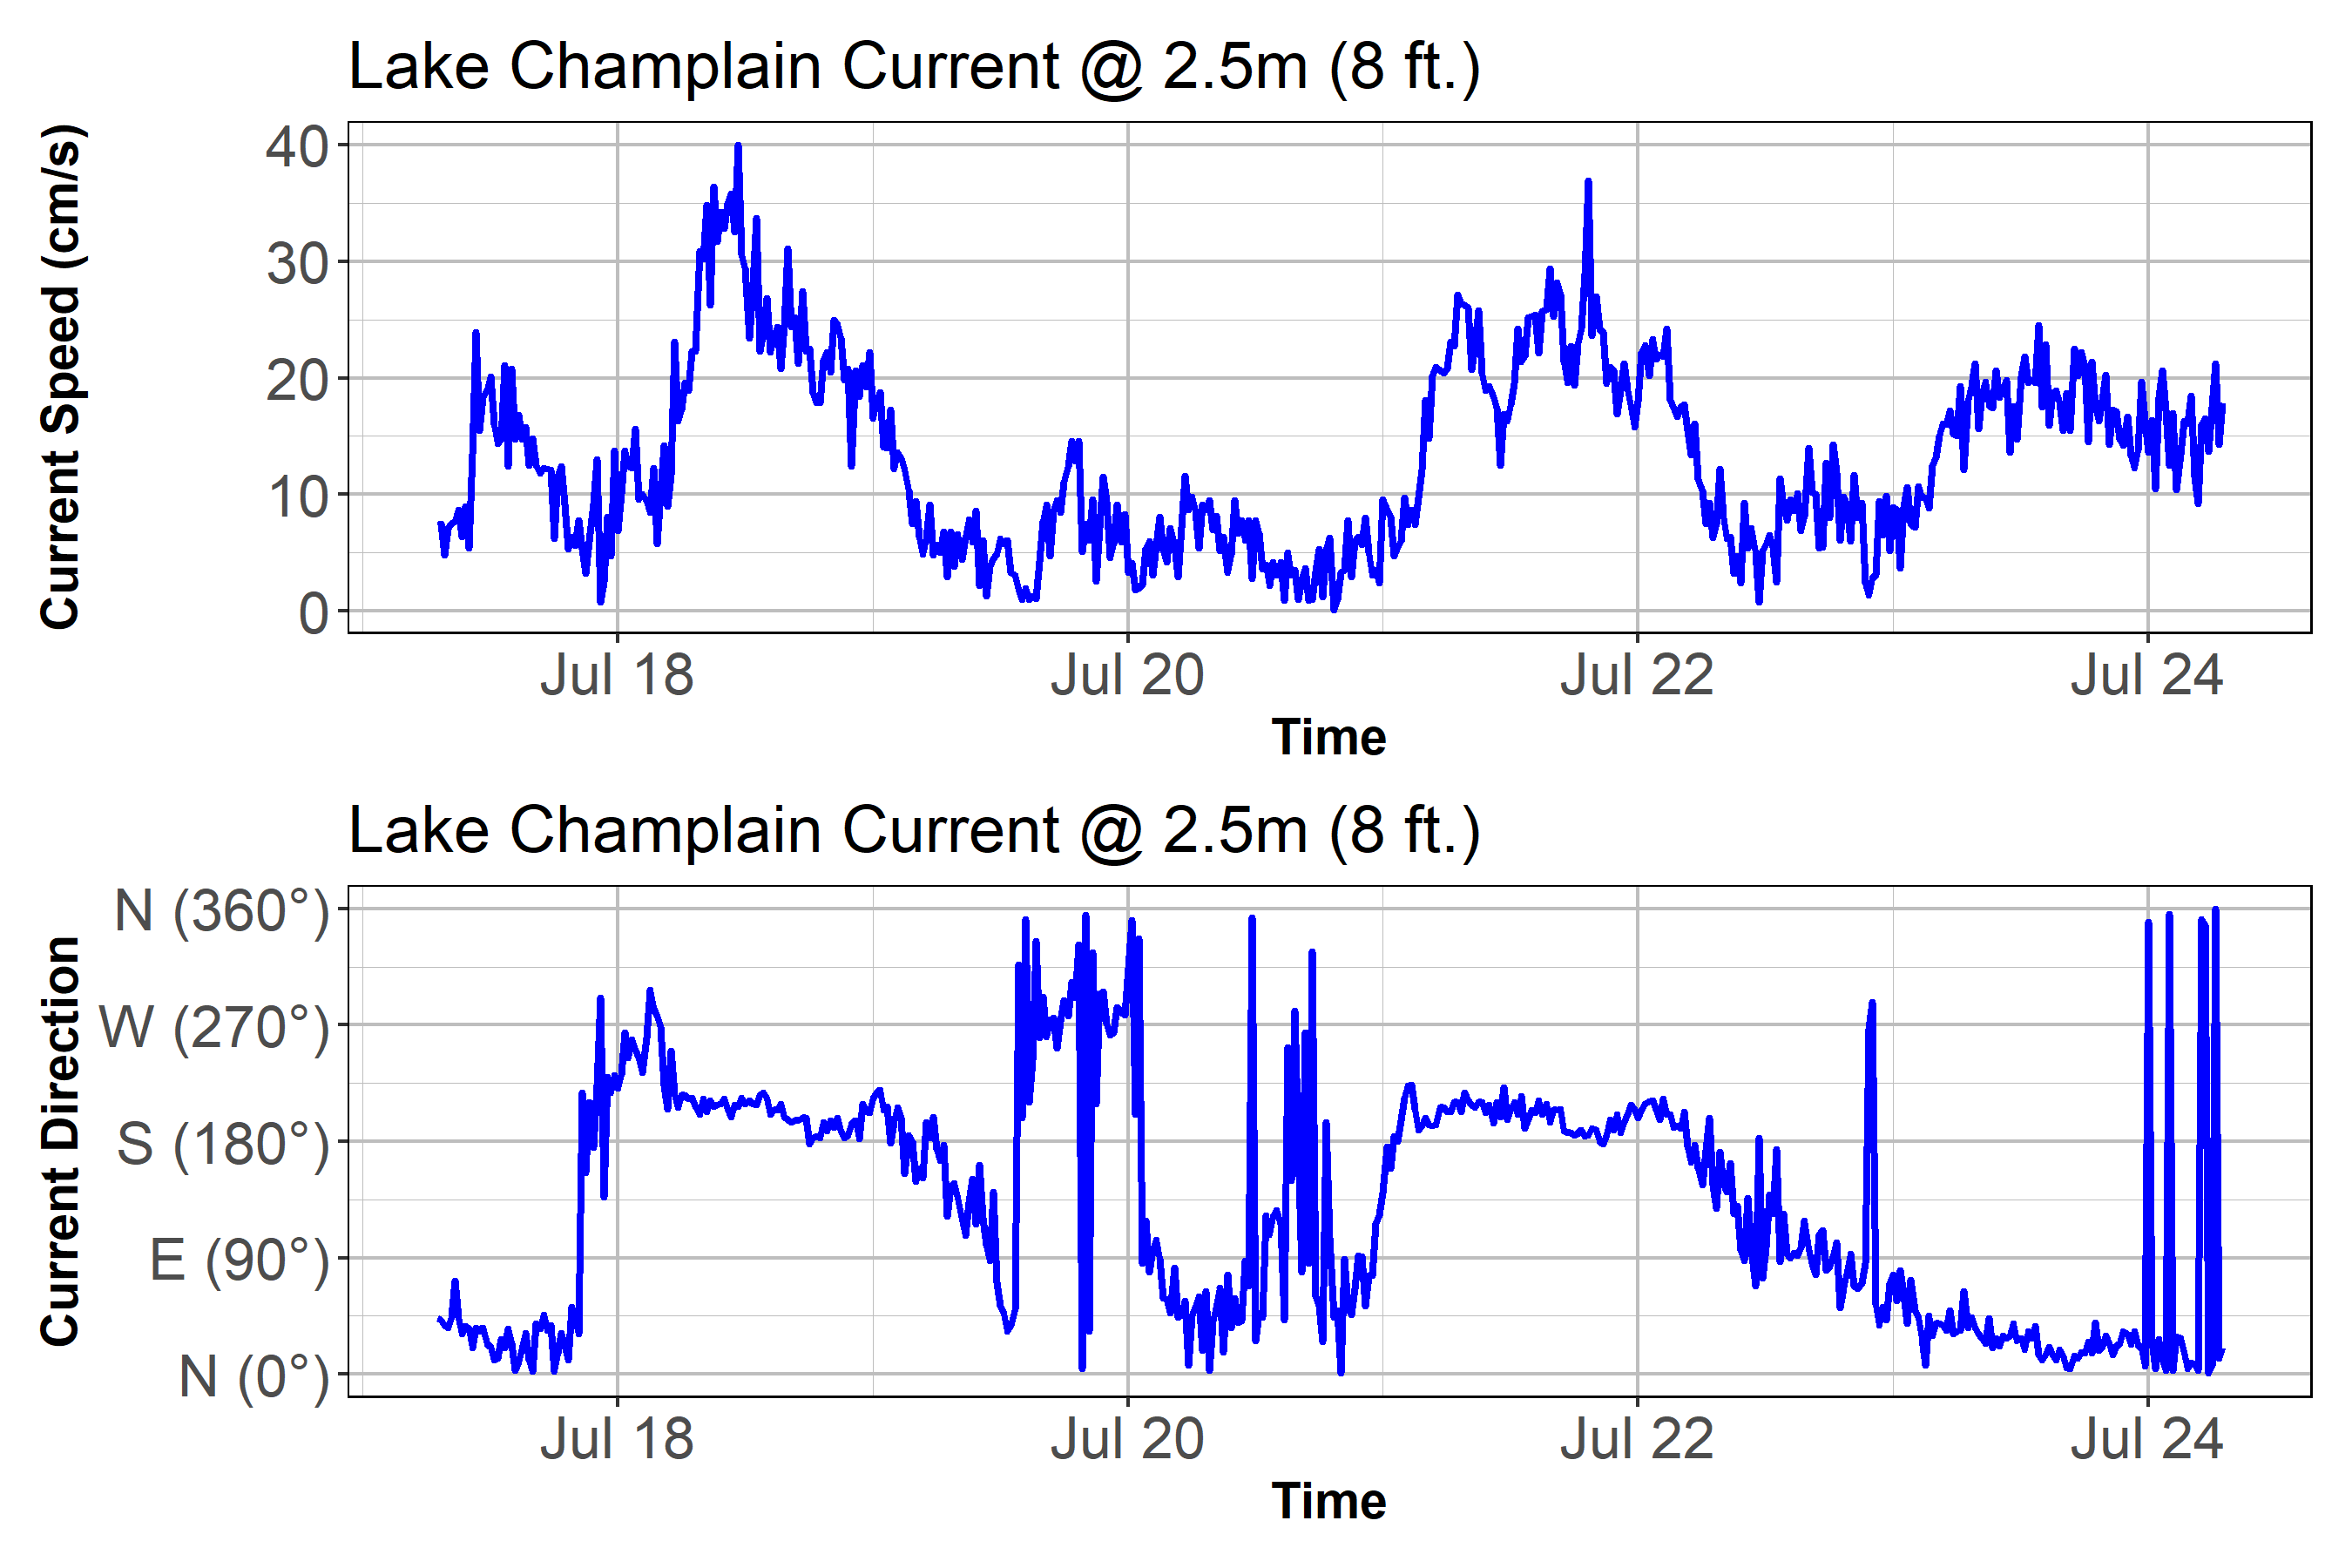 Lake Champlain Current @ 2.5m (8 ft.)
Current Speed (cm/s)
40
30
20
10
0
Jul 18 Jul 20 Jul 22 Jul 24
Time
Lake Champlain Current @ 2.5m (8 ft.)
Current Direction
N (360°)
W (270°)
S (180°)
E (90°)
N (0°)
Jul 18 Jul 20 Jul 22 Jul 24
Time